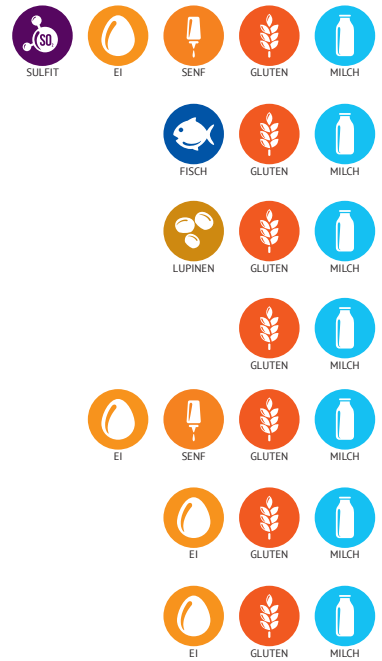 SO₂
SULFIT EI SENF GLUTEN MILCH
FISCH GLUTEN MILCH
LUPINEN GLUTEN MILCH
GLUTEN MILCH
EI SENF GLUTEN MILCH
EI GLUTEN MILCH
EI GLUTEN MILCH